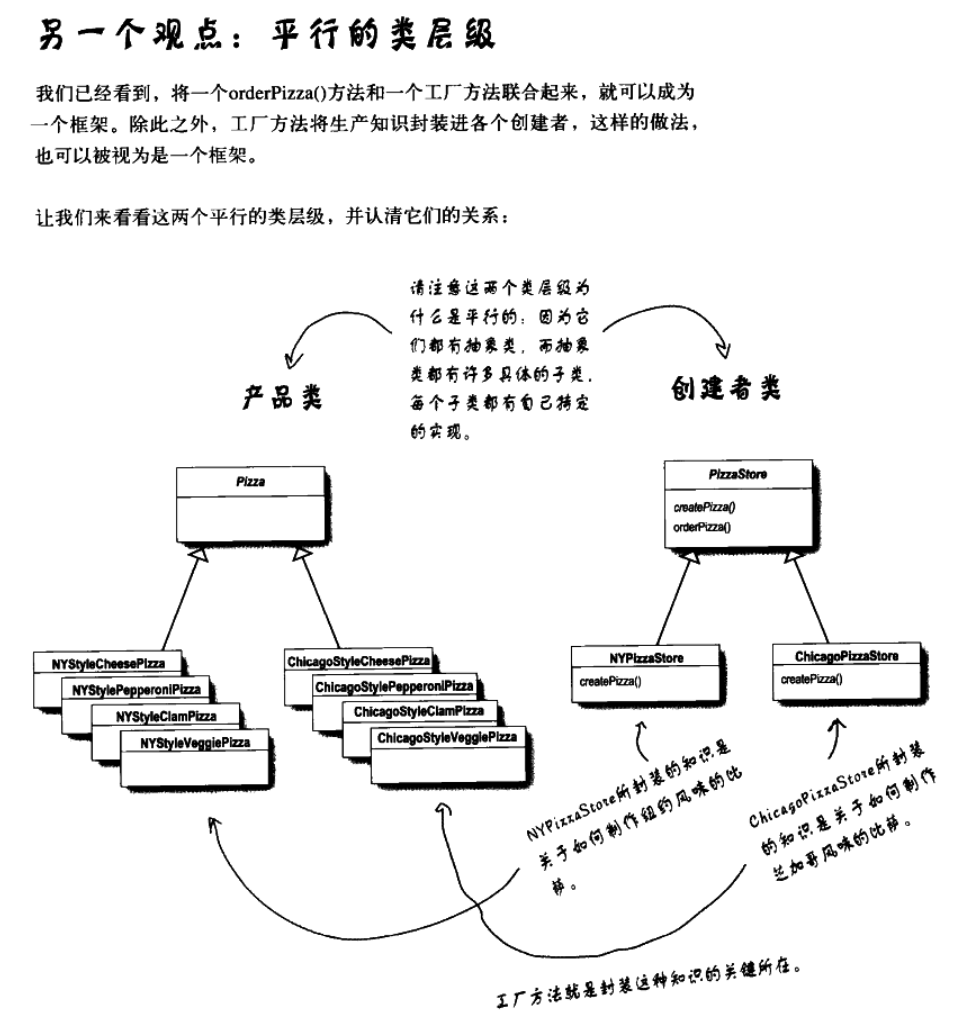 另一个观点：平行的类层级
我们已经看到，将一个orderPizza()方法和一个工厂方法联合起来，就可以成为
一个框架。除此之外，工厂方法将生产知识封装进各个创建者，这样的做法，
也可以被视为是一个框架。
让我们来看看这两个平行的类层级，并认清它们的关系：
请注意这两个类层级为
什么是平行的：因为它
们都有抽象类，而抽象
类都有许多具体的子类，
每个子类都有自己特定
的实现。
产品类
创建者类
Pizza
PizzaStore
createPizza()
orderPizza()
NYStyleCheesePizza
NYStylePepperoniPizza
NYStyleClamPizza
NYStyleVeggiePizza
ChicagoStyleCheesePizza
ChicagoStylePepperoniPizza
ChicagoStyleClamPizza
ChicagoStyleVeggiePizza
NYPizzaStore
createPizza()
ChicagoPizzaStore
createPizza()
NYPizzaStore所封装的知识是
关于如何制作纽约风味的比
萨。
ChicagoPizzaStore所封装
的知识是关于如何制作
芝加哥风味的比萨。
工厂方法就是封装这种知识的关键所在。